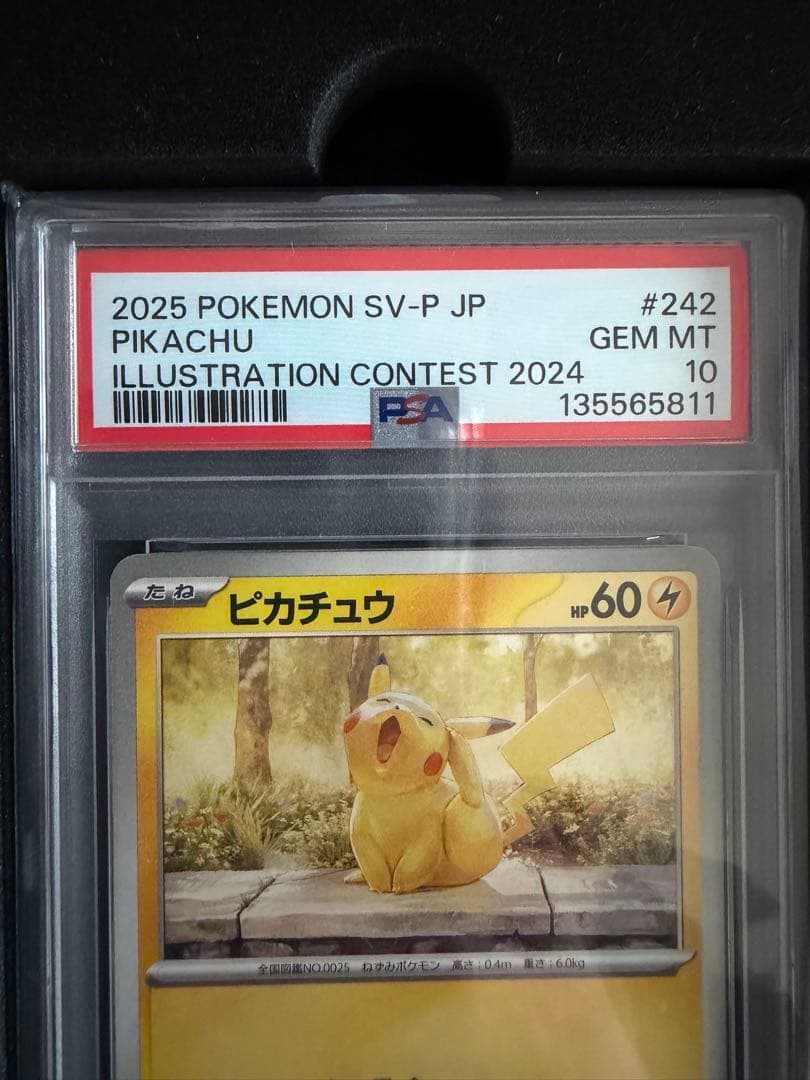 2025 POKEMON SV-P JP #242
PIKACHU GEM MT
ILLUSTRATION CONTEST 2024 10
PSA 135565811
たね ピカチュウ HP60
全国図鑑NO.0025 ねずみポケモン 高さ:0.4m 重さ:6.0kg